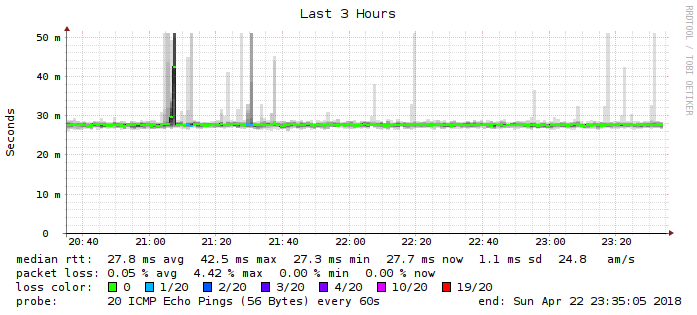 Last 3 Hours
RRDTOOL / TOBI OETIKER
Seconds
50 m
40 m
30 m
20 m
10 m
0
20:40 21:00 21:20 21:40 22:00 22:20 22:40 23:00 23:20
median rtt: 27.8 ms avg 42.5 ms max 27.3 ms min 27.7 ms now 1.1 ms sd 24.8 am/s
packet loss: 0.05 % avg 4.42 % max 0.00 % min 0.00 % now
loss color: 0 1/20 2/20 3/20 4/20 10/20 19/20
probe: 20 ICMP Echo Pings (56 Bytes) every 60s end: Sun Apr 22 23:35:05 2018